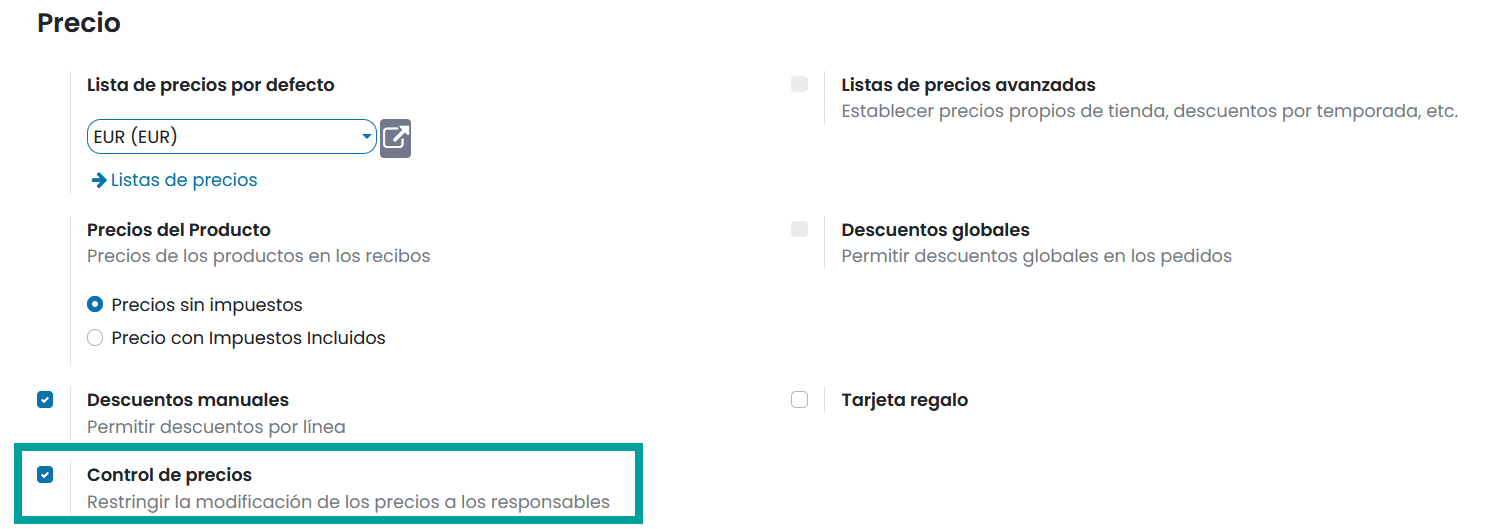 Precio
Lista de precios por defecto
EUR (EUR)
Listas de precios
Listas de precios avanzadas
Establecer precios propios de tienda, descuentos por temporada, etc.
Precios del Producto
Precios de los productos en los recibos
Precios sin impuestos
Precio con Impuestos Incluidos
Descuentos globales
Permitir descuentos globales en los pedidos
Descuentos manuales
Permitir descuentos por línea
Tarjeta regalo
Control de precios
Restringir la modificación de los precios a los responsables